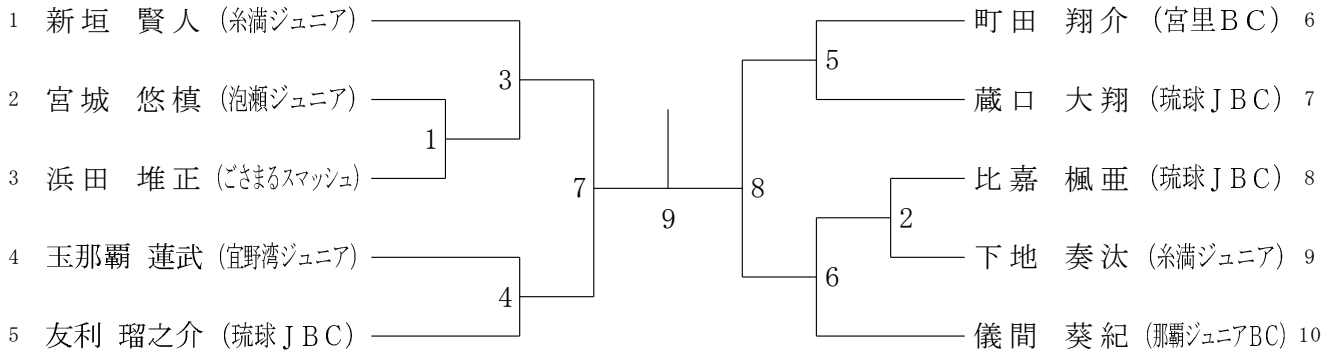 1 新垣 賢人 (糸満ジュニア)
2 宮城 悠槙 (泡瀬ジュニア)
3 浜田 堆正 (ごさまるスマッシュ)
4 玉那覇 蓮武 (宜野湾ジュニア)
5 友利 瑠之介 (琉球JBC)
1
3
4
7
9
8
5
2
6
町田 翔介 (宮里BC) 6
蔵口 大翔 (琉球JBC) 7
比嘉 楓亜 (琉球JBC) 8
下地 奏汰 (糸満ジュニア) 9
儀間 葵紀 (那覇ジュニアBC) 10